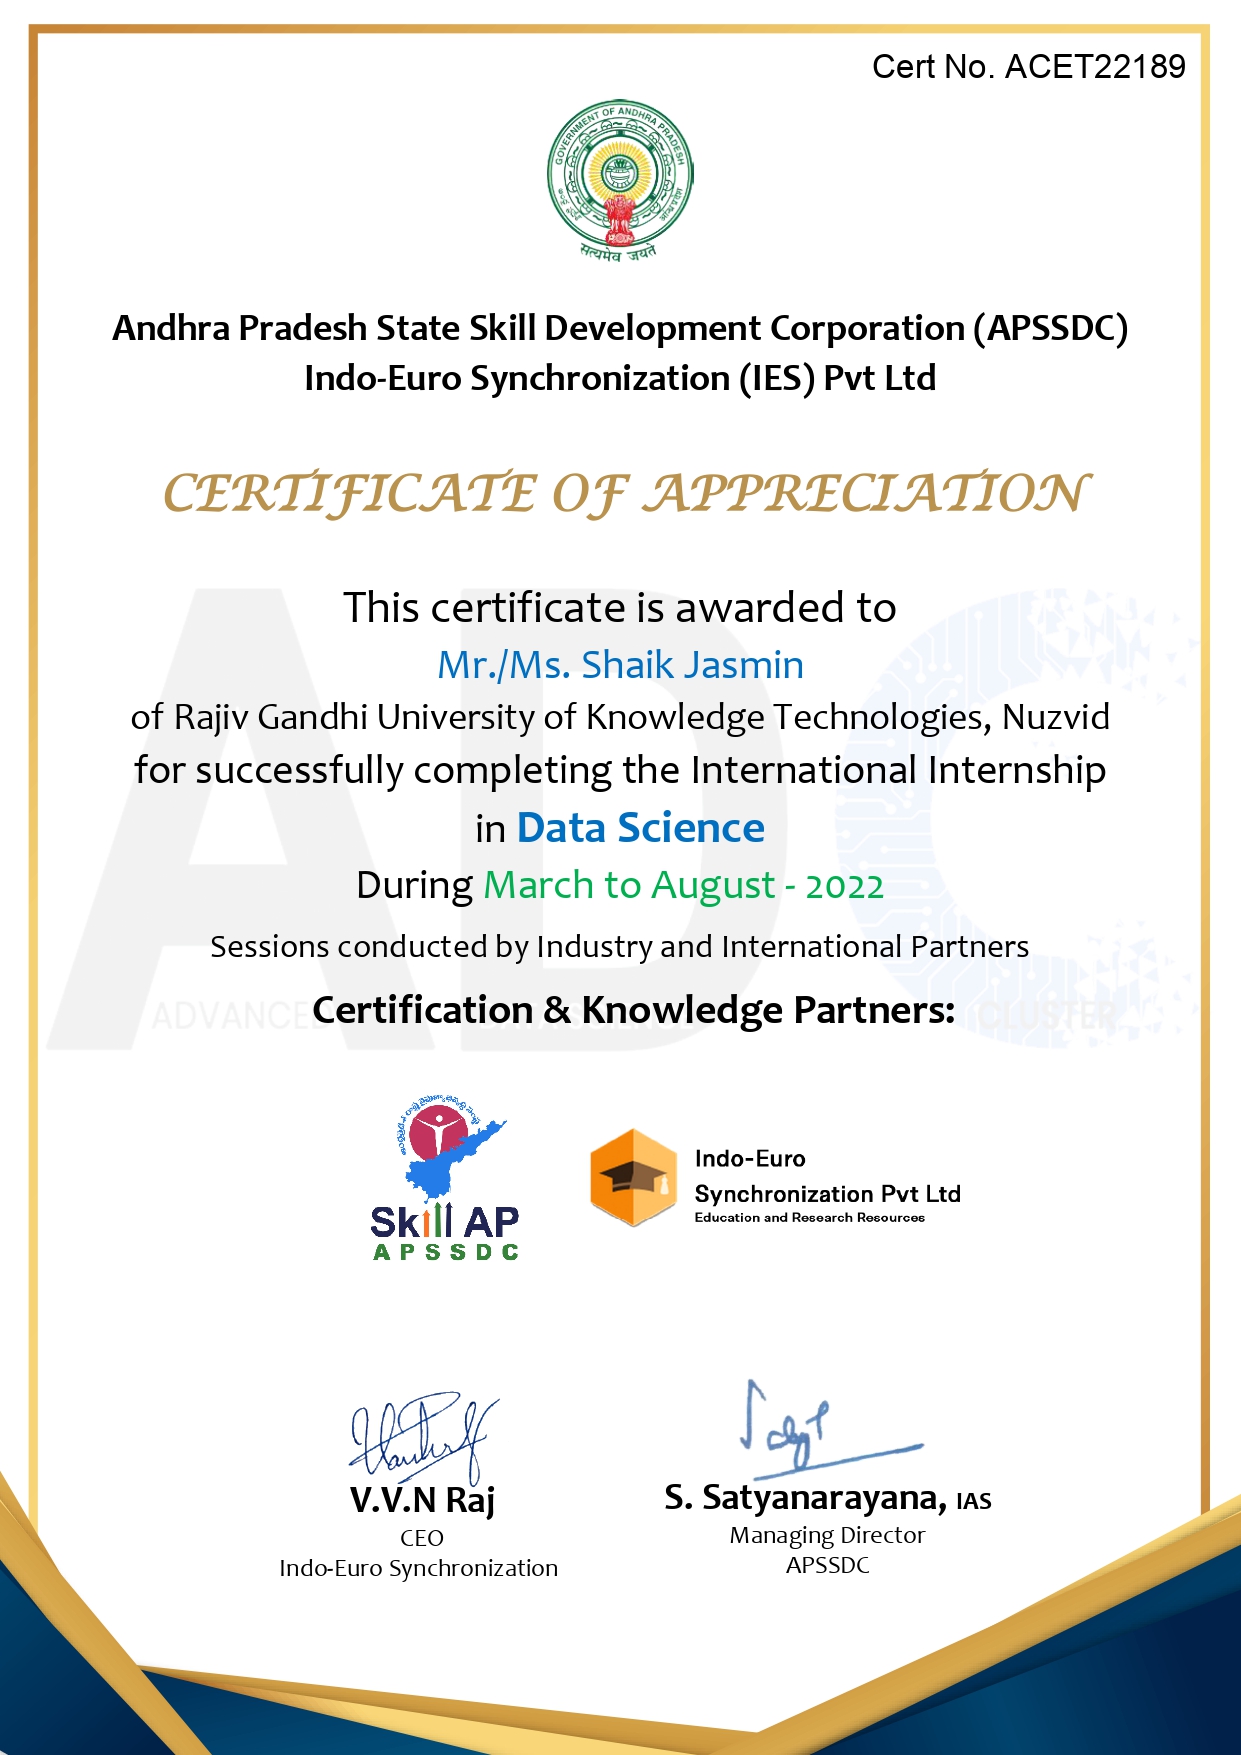 Cert No. ACET22189
GOVERNMENT OF ANDHRA PRADESH
सत्यमेव जयते
Andhra Pradesh State Skill Development Corporation (APSSDC)
Indo-Euro Synchronization (IES) Pvt Ltd
CERTIFICATE OF APPRECIATION
This certificate is awarded to
Mr./Ms. Shaik Jasmin
of Rajiv Gandhi University of Knowledge Technologies, Nuzvid
for successfully completing the International Internship
in Data Science
During March to August - 2022
Sessions conducted by Industry and International Partners
Certification & Knowledge Partners:
ADC
ADVANCED DATA SCIENCE CLUSTER
Skill AP
APSSDC
Indo-Euro
Synchronization Pvt Ltd
Education and Research Resources
V.V.N Raj
CEO
Indo-Euro Synchronization
S. Satyanarayana, IAS
Managing Director
APSSDC